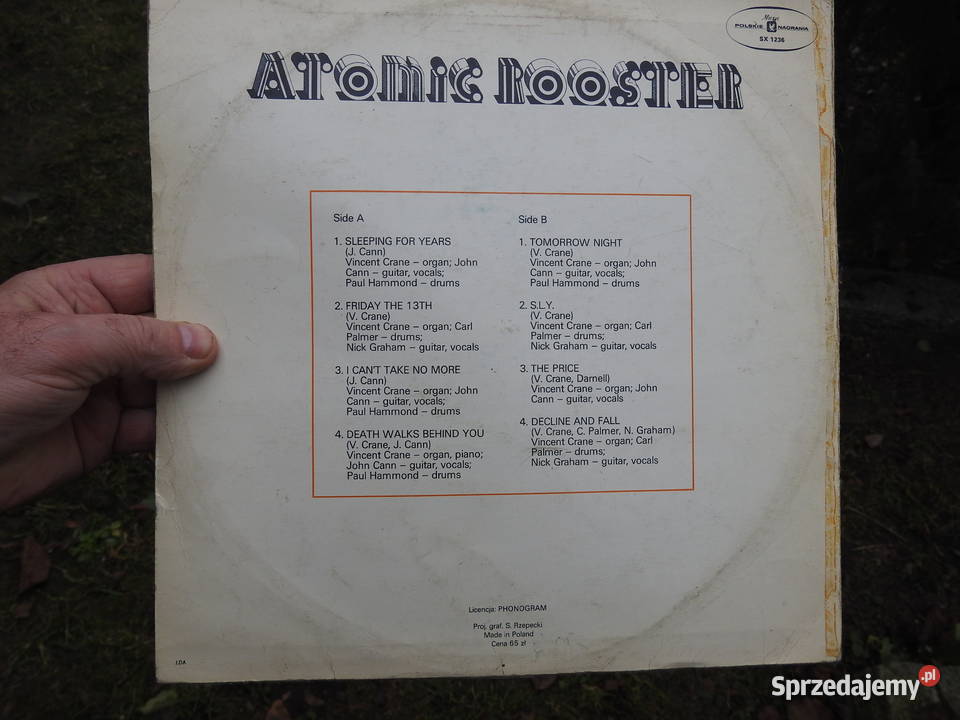 Muza
POLSKIE NAGRANIA
SX 1236
ATOMIC ROOSTER
Side A
1. SLEEPING FOR YEARS
(J. Cann)
Vincent Crane – organ; John
Cann – guitar, vocals;
Paul Hammond – drums
2. FRIDAY THE 13TH
(V. Crane)
Vincent Crane – organ; Carl
Palmer – drums;
Nick Graham – guitar, vocals
3. I CAN'T TAKE NO MORE
(J. Cann)
Vincent Crane – organ; John
Cann – guitar, vocals;
Paul Hammond – drums
4. DEATH WALKS BEHIND YOU
(V. Crane, J. Cann)
Vincent Crane – organ, piano;
John Cann – guitar, vocals;
Paul Hammond – drums
Side B
1. TOMORROW NIGHT
(V. Crane)
Vincent Crane – organ; John
Cann – guitar, vocals;
Paul Hammond – drums
2. S.L.Y.
(V. Crane)
Vincent Crane – organ; Carl
Palmer – drums;
Nick Graham – guitar, vocals
3. THE PRICE
(V. Crane, Darnell)
Vincent Crane – organ; John
Cann – guitar, vocals
4. DECLINE AND FALL
(V. Crane, C. Palmer, N. Graham)
Vincent Crane – organ; Carl
Palmer – drums;
Nick Graham – guitar, vocals
Licencja: PHONOGRAM
Proj. graf. S. Rzepecki
Made in Poland
Cena 65 zł
LDA
Sprzedajemy.pl